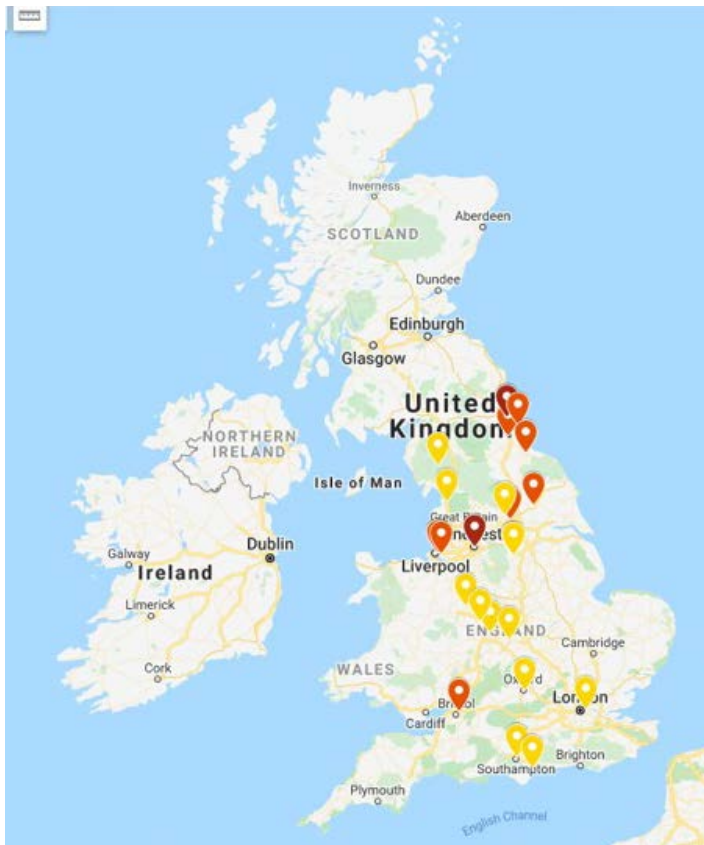 Inverness
Aberdeen
SCOTLAND
Dundee
Edinburgh
Glasgow
United
Kingdom
NORTHERN
IRELAND
Isle of Man
Great Britain
Dublin
Galway
Ireland
Liverpool
Limerick
ENGLAND
Cambridge
Cork
WALES
Oxford
London
Bristol
Cardiff
Southampton
Brighton
Plymouth
English Channel